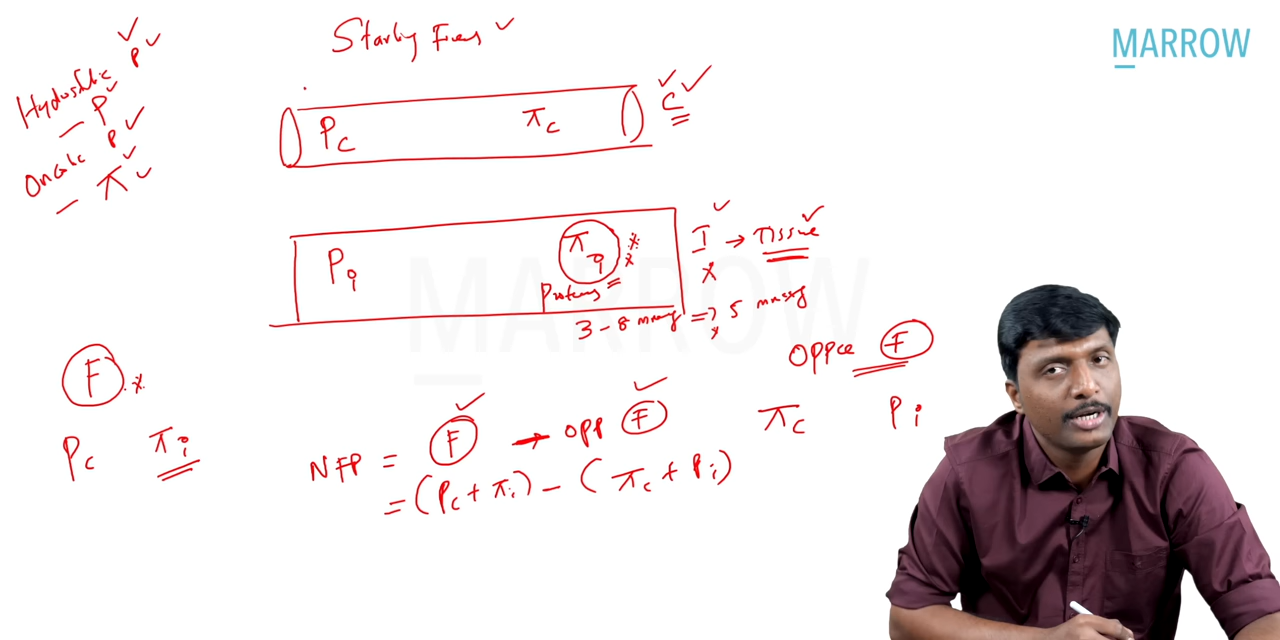 MARROW
Starling Forces
Hydrostatic P
– P
Oncotic P
– π
Pc πc C
Pi πi I → Tissue
Proteins
3 – 8 mmHg => 5 mmHg
F
Pc πi
Oppose F
πc Pi
NFP = F → opp F
= (Pc + πi) – (πc + Pi)
MARROW